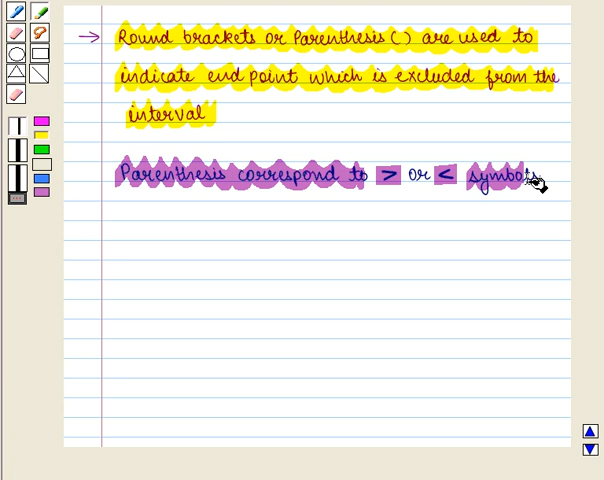 → Round brackets or Parenthesis ( ) are used to
indicate end point which is excluded from the
interval
Parenthesis correspond to > or < symbols